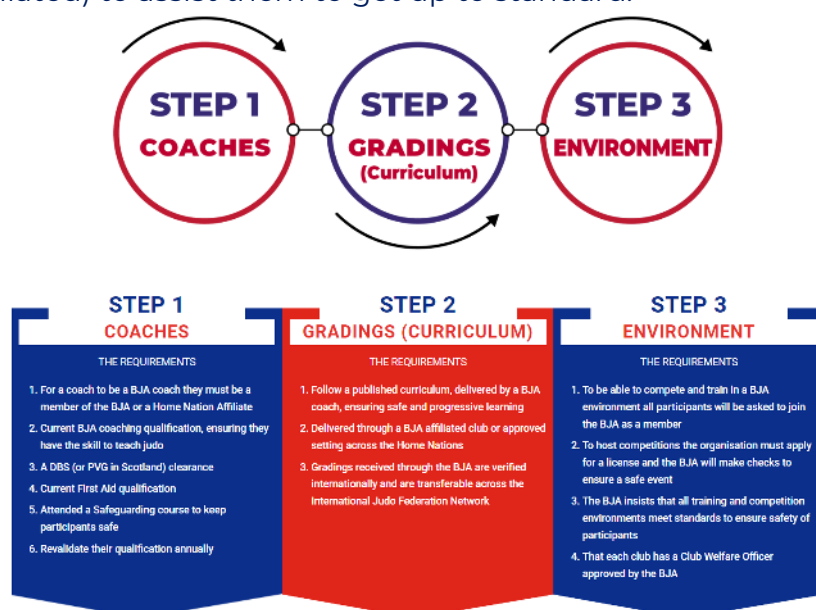 to assist them to get up to standard.
STEP 1
COACHES
STEP 2
GRADINGS
(Curriculum)
STEP 3
ENVIRONMENT
STEP 1
COACHES
THE REQUIREMENTS
1. For a coach to be a BJA coach they must be a
member of the BJA or a Home Nation Affiliate
2. Current BJA coaching qualification, ensuring they
have the skill to teach judo
3. A DBS (or PVG in Scotland) clearance
4. Current First Aid qualification
5. Attended a Safeguarding course to keep
participants safe
6. Revalidate their qualification annually
STEP 2
GRADINGS (CURRICULUM)
THE REQUIREMENTS
1. Follow a published curriculum, delivered by a BJA
coach, ensuring safe and progressive learning
2. Delivered through a BJA affiliated club or approved
setting across the Home Nations
3. Gradings received through the BJA are verified
internationally and are transferable across the
International Judo Federation Network
STEP 3
ENVIRONMENT
THE REQUIREMENTS
1. To be able to compete and train in a BJA
environment all participants will be asked to join
the BJA as a member
2. To host competitions the organisation must apply
for a license and the BJA will make checks to
ensure a safe event
3. The BJA insists that all training and competition
environments meet standards to ensure safety of
participants
4. That each club has a Club Welfare Officer
approved by the BJA